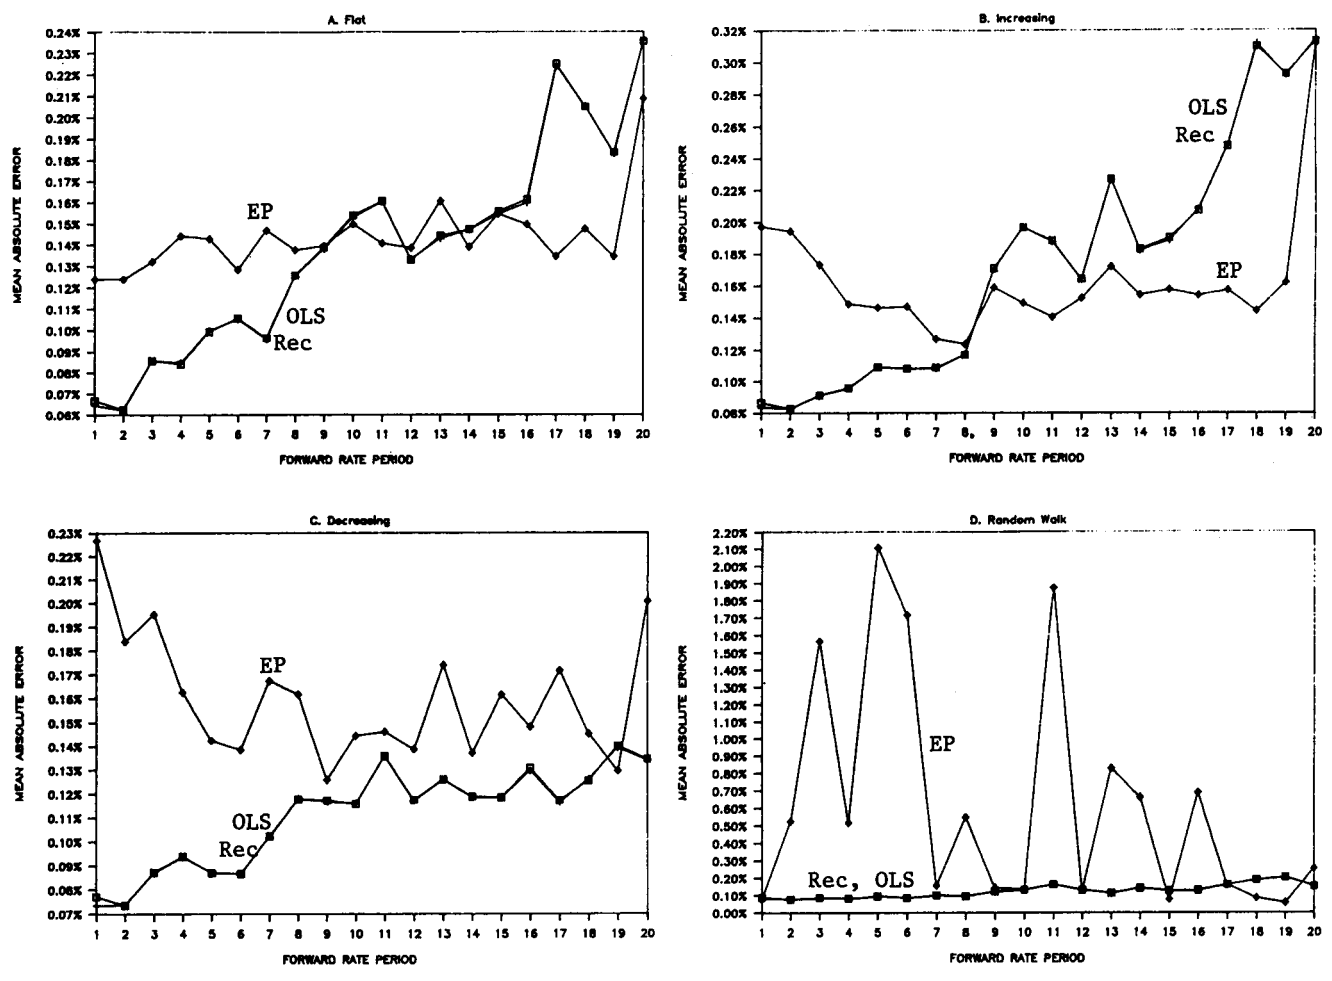 A. Flat
MEAN ABSOLUTE ERROR
0.24%
0.23%
0.22%
0.21%
0.20%
0.19%
0.17%
0.16%
0.15%
0.14%
0.13%
0.12%
0.11%
0.10%
0.09%
0.08%
0.07%
0.06%
EP
OLS
Rec
1 2 3 4 5 6 7 8 9 10 11 12 13 14 15 16 17 18 19 20
FORWARD RATE PERIOD
B. Increasing
MEAN ABSOLUTE ERROR
0.32%
0.30%
0.28%
0.26%
0.24%
0.22%
0.20%
0.18%
0.16%
0.14%
0.12%
0.10%
0.08%
OLS
Rec
EP
1 2 3 4 5 6 7 8 9 10 11 12 13 14 15 16 17 18 19 20
FORWARD RATE PERIOD
C. Decreasing
MEAN ABSOLUTE ERROR
0.23%
0.22%
0.21%
0.20%
0.19%
0.18%
0.17%
0.16%
0.15%
0.14%
0.13%
0.12%
0.11%
0.10%
0.09%
0.08%
0.07%
EP
OLS
Rec
1 2 3 4 5 6 7 8 9 10 11 12 13 14 15 16 17 18 19 20
FORWARD RATE PERIOD
D. Random Walk
MEAN ABSOLUTE ERROR
2.20%
2.10%
2.00%
1.90%
1.80%
1.70%
1.60%
1.50%
1.40%
1.30%
1.20%
1.10%
1.00%
0.90%
0.80%
0.70%
0.60%
0.50%
0.40%
0.30%
0.20%
0.10%
0.00%
EP
Rec, OLS
1 2 3 4 5 6 7 8 9 10 11 12 13 14 15 16 17 18 19 20
FORWARD RATE PERIOD